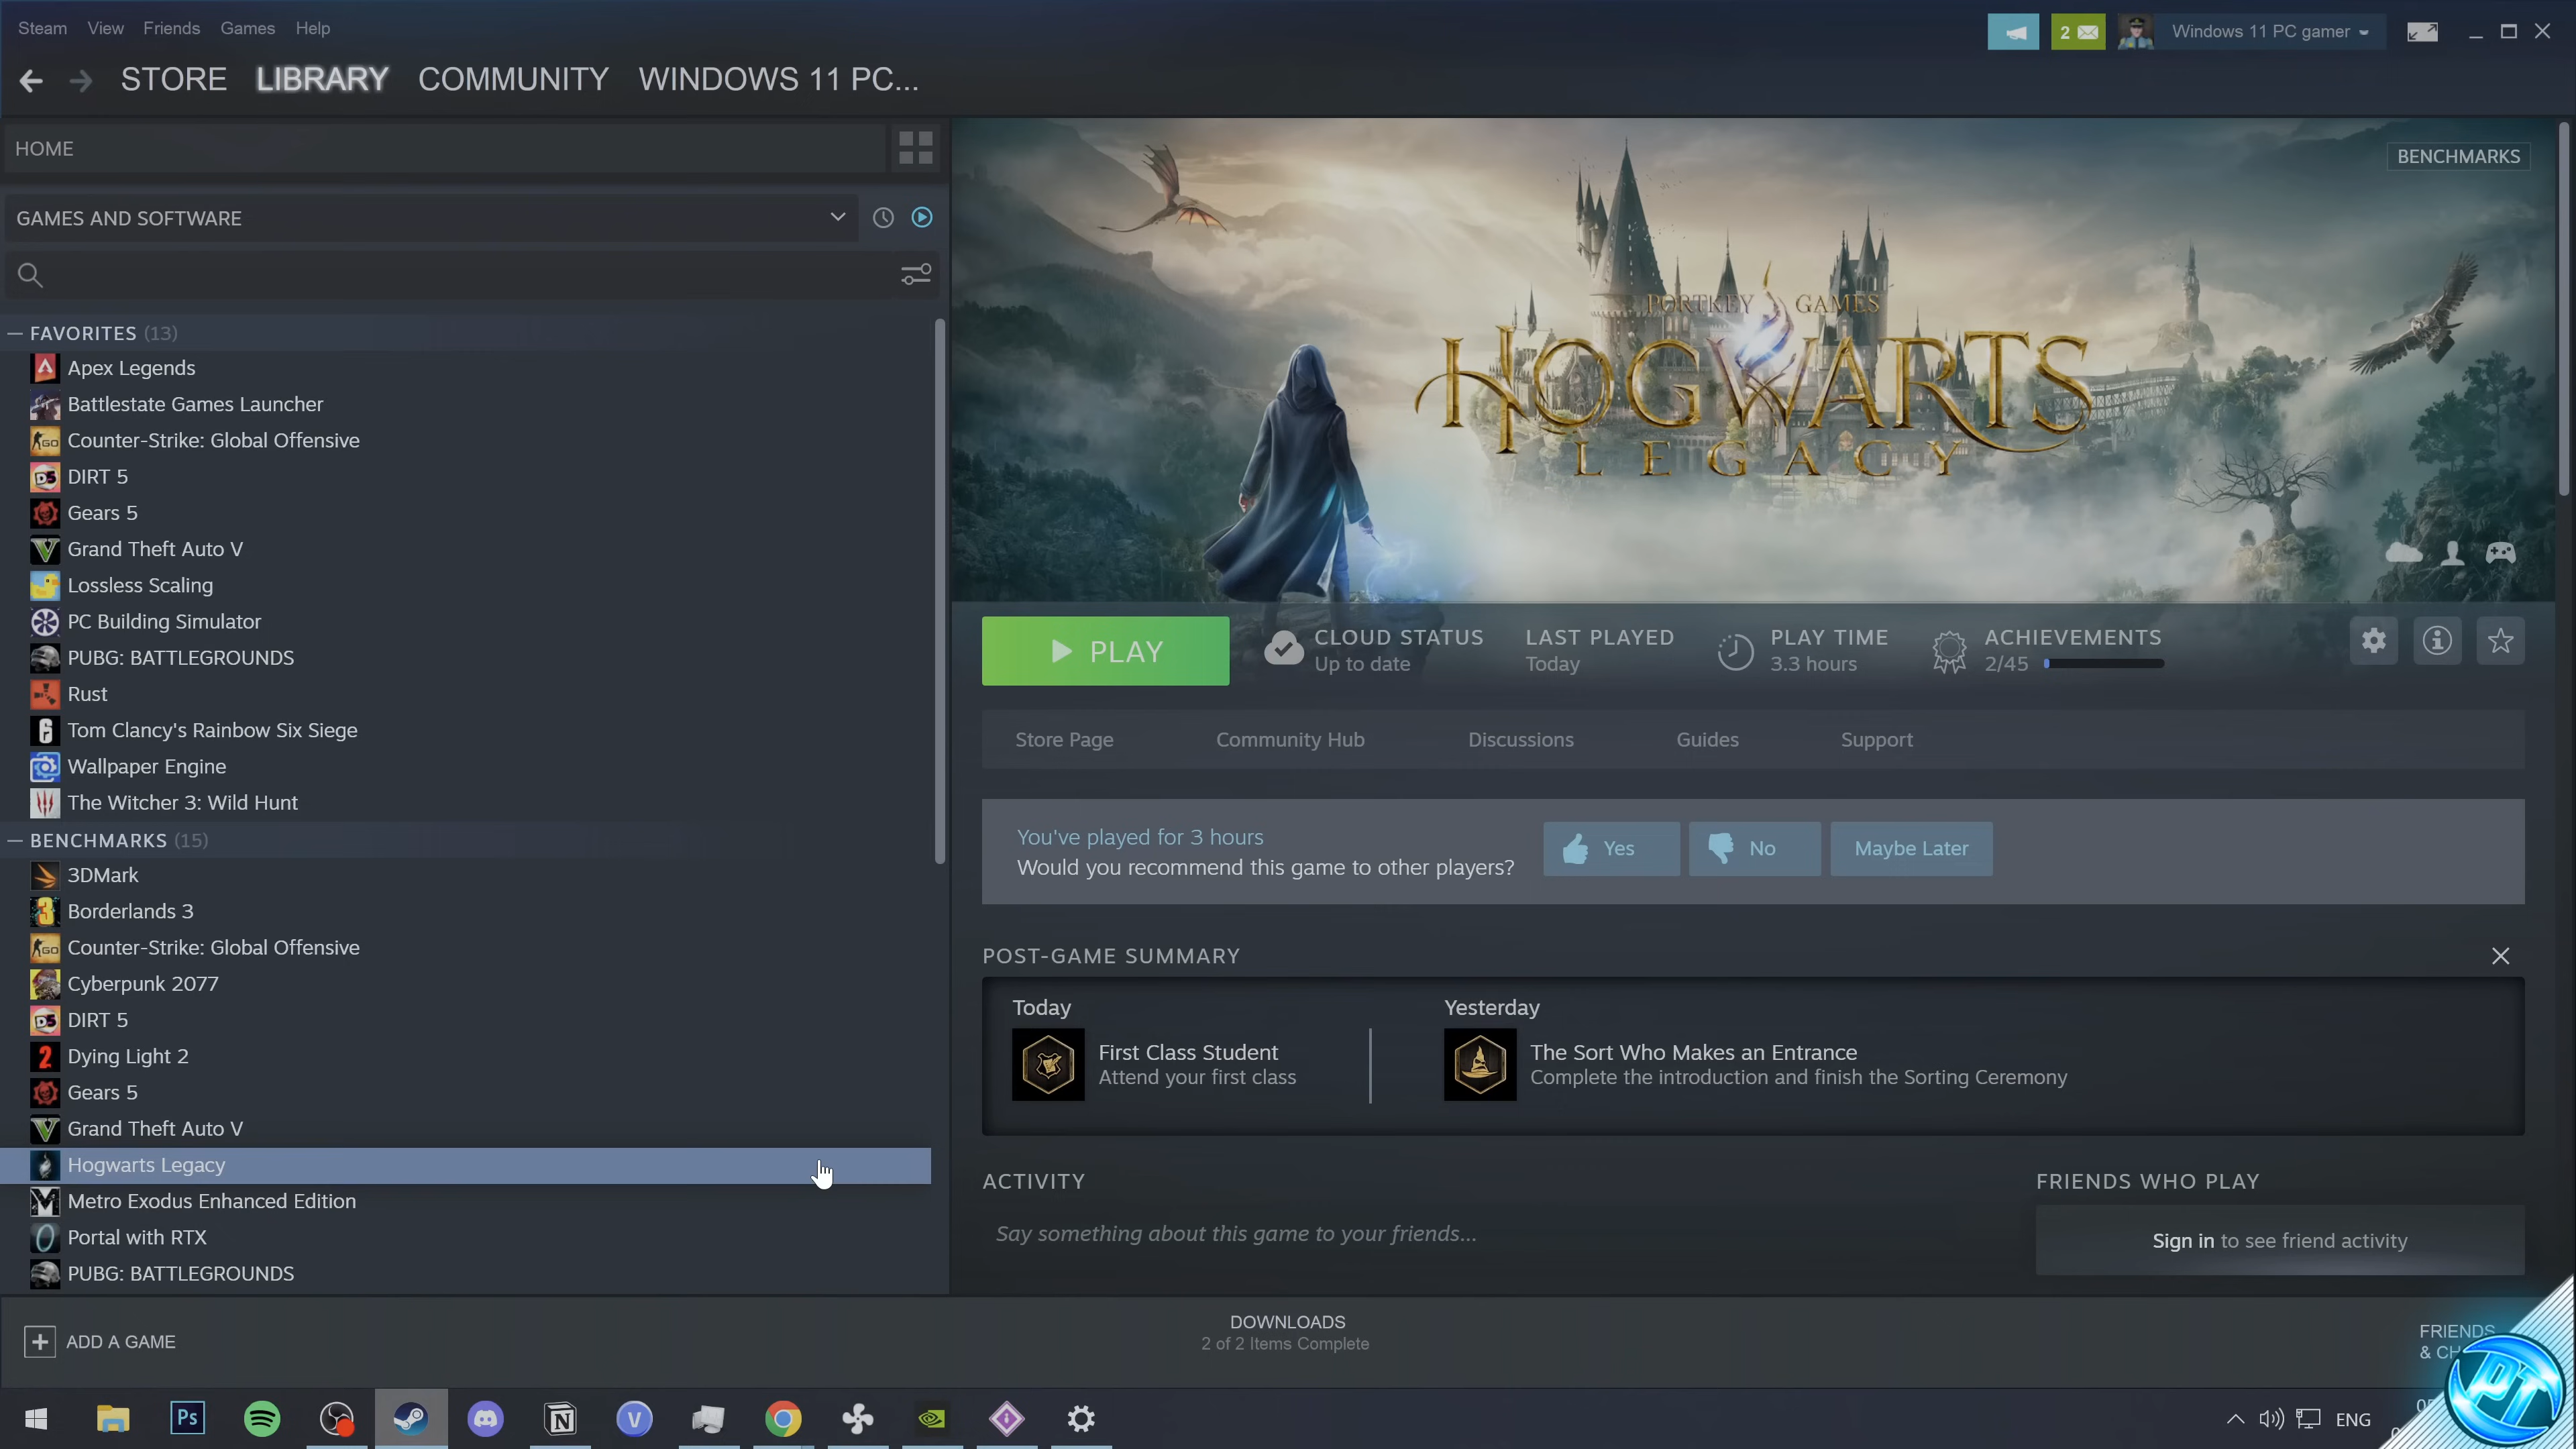 Steam View Friends Games Help
2
Windows 11 PC gamer
STORE LIBRARY COMMUNITY WINDOWS 11 PC...
HOME
GAMES AND SOFTWARE
FAVORITES (13)
Apex Legends
Battlestate Games Launcher
Counter-Strike: Global Offensive
DIRT 5
Gears 5
Grand Theft Auto V
Lossless Scaling
PC Building Simulator
PUBG: BATTLEGROUNDS
Rust
Tom Clancy's Rainbow Six Siege
Wallpaper Engine
The Witcher 3: Wild Hunt
BENCHMARKS (15)
3DMark
Borderlands 3
Counter-Strike: Global Offensive
Cyberpunk 2077
DIRT 5
Dying Light 2
Gears 5
Grand Theft Auto V
Hogwarts Legacy
Metro Exodus Enhanced Edition
Portal with RTX
PUBG: BATTLEGROUNDS
BENCHMARKS
PORTKEY GAMES
HOGWARTS
LEGACY
PLAY
CLOUD STATUS
Up to date
LAST PLAYED
Today
PLAY TIME
3.3 hours
ACHIEVEMENTS
2/45
Store Page Community Hub Discussions Guides Support
You've played for 3 hours
Would you recommend this game to other players?
Yes No Maybe Later
POST-GAME SUMMARY
Today
First Class Student
Attend your first class
Yesterday
The Sort Who Makes an Entrance
Complete the introduction and finish the Sorting Ceremony
ACTIVITY
Say something about this game to your friends...
FRIENDS WHO PLAY
Sign in to see friend activity
ADD A GAME
DOWNLOADS
2 of 2 Items Complete
FRIENDS
&
Ps
N
V
ENG
PT